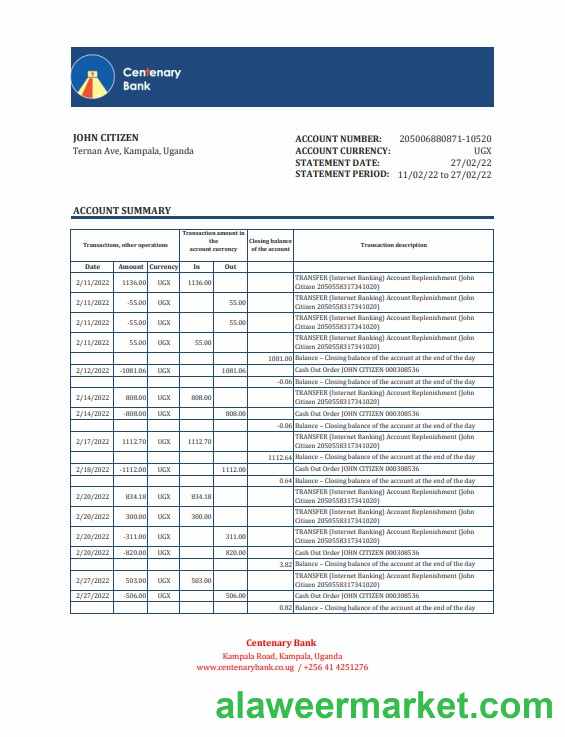 Centenary
Bank
JOHN CITIZEN
Ternan Ave, Kampala, Uganda
ACCOUNT NUMBER: 205006880871-10520
ACCOUNT CURRENCY: UGX
STATEMENT DATE: 27/02/22
STATEMENT PERIOD: 11/02/22 to 27/02/22
ACCOUNT SUMMARY
Transactions, other operations
Transaction amount in
the
account currency
Closing balance
of the account
Transaction description
Date Amount Currency In Out
2/11/2022 1136.00 UGX 1136.00 TRANSFER (Internet Banking) Account Replenishment (John
Citizen 2050558317341020)
2/11/2022 -55.00 UGX 55.00 TRANSFER (Internet Banking) Account Replenishment (John
Citizen 2050558317341020)
2/11/2022 -55.00 UGX 55.00 TRANSFER (Internet Banking) Account Replenishment (John
Citizen 2050558317341020)
2/11/2022 55.00 UGX 55.00 TRANSFER (Internet Banking) Account Replenishment (John
Citizen 2050558317341020)
1081.00 Balance – Closing balance of the account at the end of the day
2/12/2022 -1081.06 UGX 1081.06 Cash Out Order JOHN CITIZEN 000308536
-0.06 Balance – Closing balance of the account at the end of the day
2/14/2022 808.00 UGX 808.00 TRANSFER (Internet Banking) Account Replenishment (John
Citizen 2050558317341020)
2/14/2022 -808.00 UGX 808.00 Cash Out Order JOHN CITIZEN 000308536
-0.06 Balance – Closing balance of the account at the end of the day
2/17/2022 1112.70 UGX 1112.70 TRANSFER (Internet Banking) Account Replenishment (John
Citizen 2050558317341020)
1112.64 Balance – Closing balance of the account at the end of the day
2/18/2022 -1112.00 UGX 1112.00 Cash Out Order JOHN CITIZEN 000308536
0.64 Balance – Closing balance of the account at the end of the day
2/20/2022 834.18 UGX 834.18 TRANSFER (Internet Banking) Account Replenishment (John
Citizen 2050558317341020)
2/20/2022 300.00 UGX 300.00 TRANSFER (Internet Banking) Account Replenishment (John
Citizen 2050558317341020)
2/20/2022 -311.00 UGX 311.00 TRANSFER (Internet Banking) Account Replenishment (John
Citizen 2050558317341020)
2/20/2022 -820.00 UGX 820.00 Cash Out Order JOHN CITIZEN 000308536
3.82 Balance – Closing balance of the account at the end of the day
2/27/2022 503.00 UGX 503.00 TRANSFER (Internet Banking) Account Replenishment (John
Citizen 2050558317341020)
2/27/2022 -506.00 UGX 506.00 Cash Out Order JOHN CITIZEN 000308536
0.82 Balance – Closing balance of the account at the end of the day
Centenary Bank
Kampala Road, Kampala, Uganda
www.centenarybank.co.ug / +256 41 4251276
alaweermarket.com